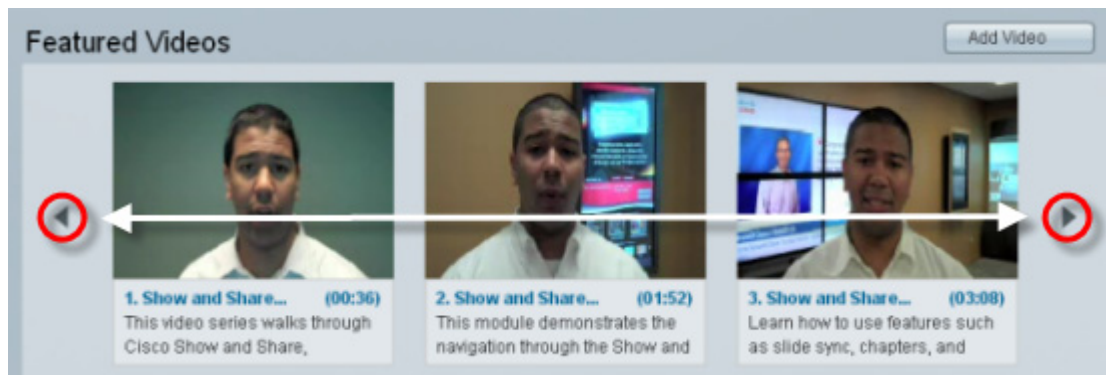 Featured Videos
Add Video
1. Show and Share... (00:36)
This video series walks through
Cisco Show and Share,
2. Show and Share... (01:52)
This module demonstrates the
navigation through the Show and
3. Show and Share... (03:08)
Learn how to use features such
as slide sync, chapters, and